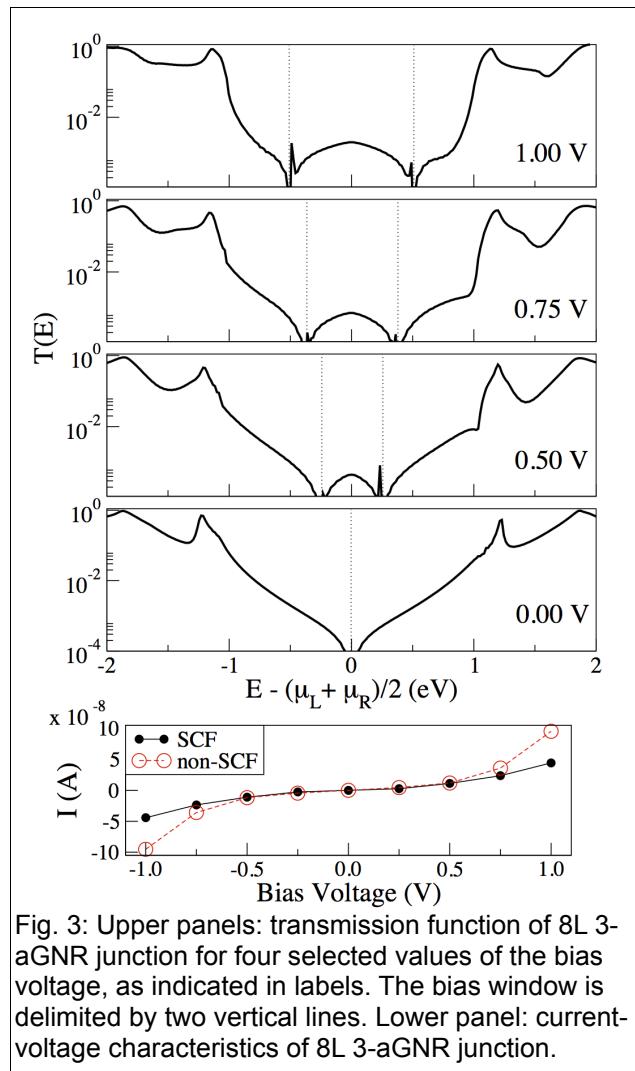 10^0
10^-2
0
1.00 V
10^0
10^-2
0
0.75 V
T(E)
10^0
10^-2
0.50 V
10^0
10^0
10^-2
10^-4
0.00 V
-2 -1 0 1 2
E - (μ_L + μ_R)/2 (eV)
x 10^-8
10
5
0
-5
-10
I (A)
SCF
non-SCF
-1.0 -0.5 0.0 0.5 1.0
Bias Voltage (V)
Fig. 3: Upper panels: transmission function of 8L 3-
aGNR junction for four selected values of the bias
voltage, as indicated in labels. The bias window is
delimited by two vertical lines. Lower panel: current-
voltage characteristics of 8L 3-aGNR junction.